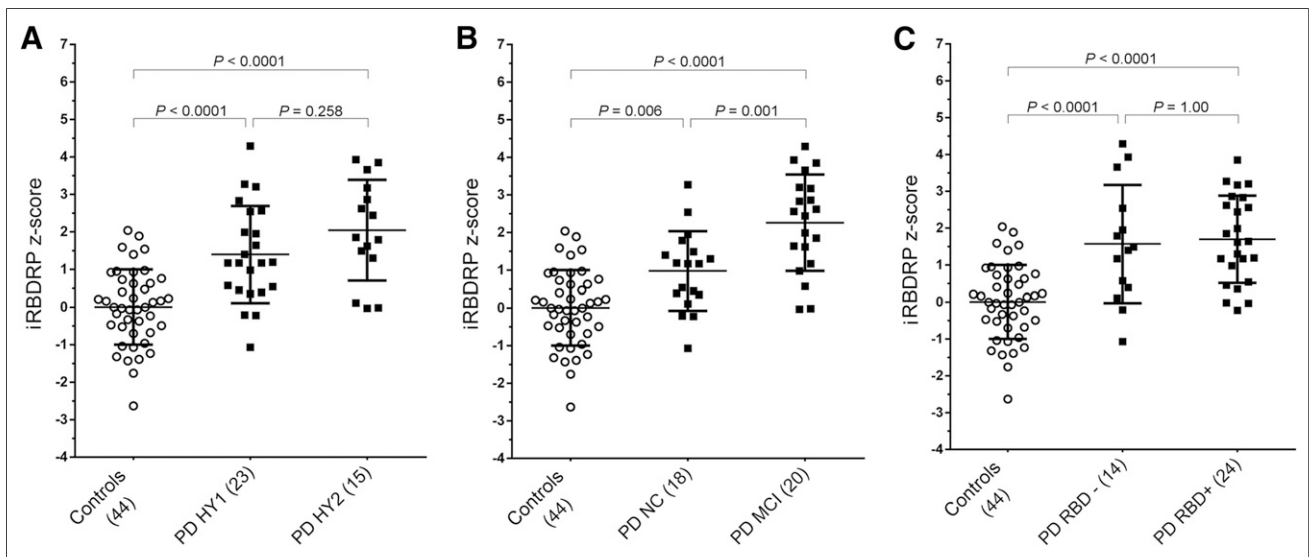 A
7
6
5
4
3
2
1
0
-1
-2
-3
-4
iRBDRP z-score
P < 0.0001
P < 0.0001
P = 0.258
Controls
(44)
PD HY1 (23)
PD HY2 (15)
B
7
6
5
4
3
2
1
0
-1
-2
-3
-4
iRBDRP z-score
P < 0.0001
P = 0.006
P = 0.001
Controls
(44)
PD NC (18)
PD MCI (20)
C
7
6
5
4
3
2
1
0
-1
-2
-3
-4
iRBDRP z-score
P < 0.0001
P < 0.0001
P = 1.00
Controls
(44)
PD RBD - (14)
PD RBD+ (24)